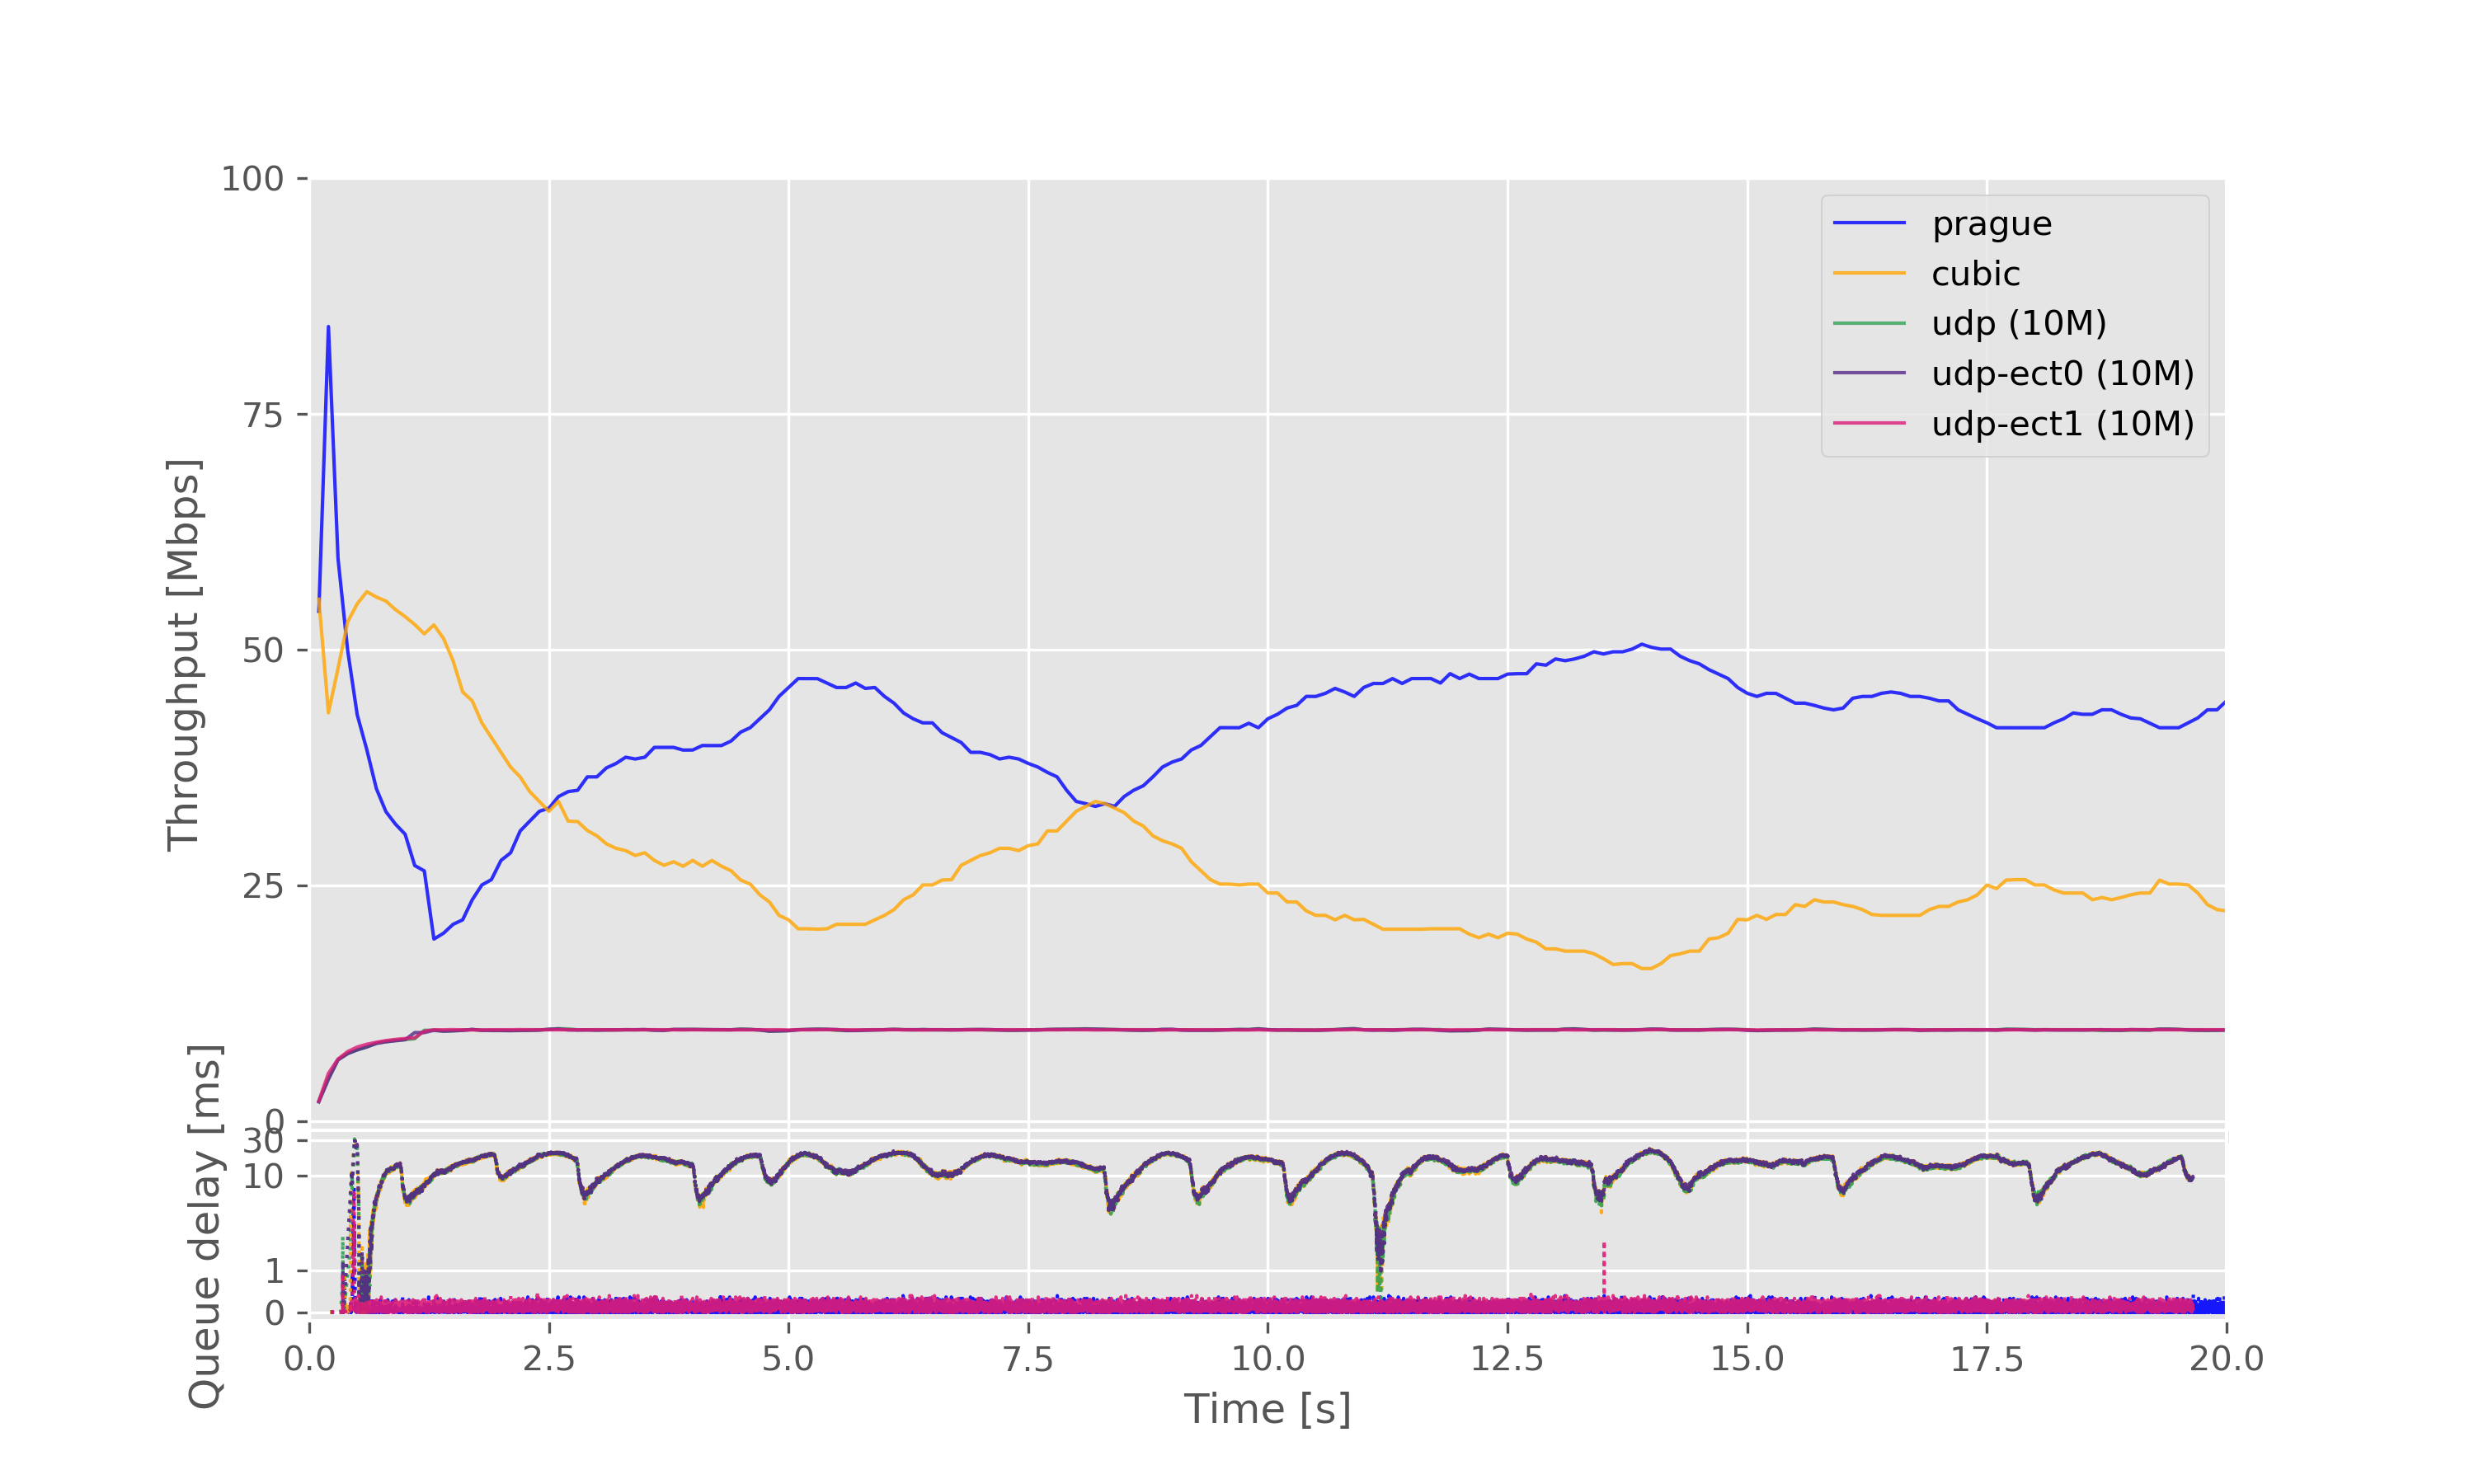 100
75
50
25
0
Throughput [Mbps]
prague
cubic
udp (10M)
udp-ect0 (10M)
udp-ect1 (10M)
30
10
1
0
Queue delay [ms]
0.0 2.5 5.0 7.5 10.0 12.5 15.0 17.5 20.0
Time [s]